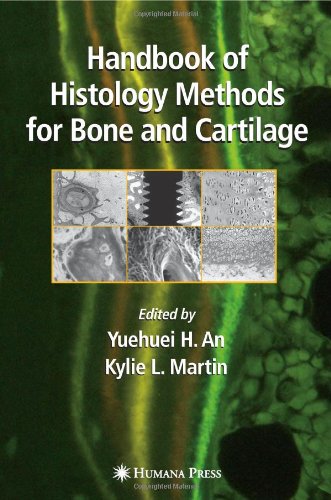 Handbook of
Histology Methods
for Bone and Cartilage
Edited by
Yuehuei H. An
Kylie L. Martin
HUMANA PRESS